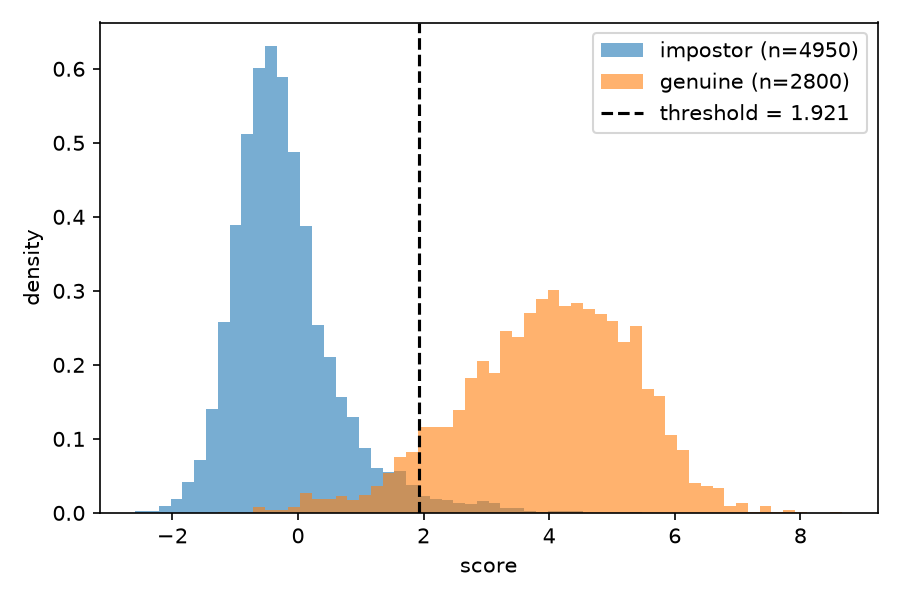 impostor (n=4950)
genuine (n=2800)
threshold = 1.921
density
0.6
0.5
0.4
0.3
0.2
0.1
0.0
−2
0
2
4
6
8
score